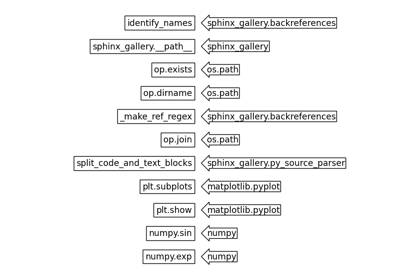 identify_names sphinx_gallery.backreferences
sphinx_gallery.__path__ sphinx_gallery
op.exists os.path
op.dirname os.path
_make_ref_regex sphinx_gallery.backreferences
op.join os.path
split_code_and_text_blocks sphinx_gallery.py_source_parser
plt.subplots matplotlib.pyplot
plt.show matplotlib.pyplot
numpy.sin numpy
numpy.exp numpy